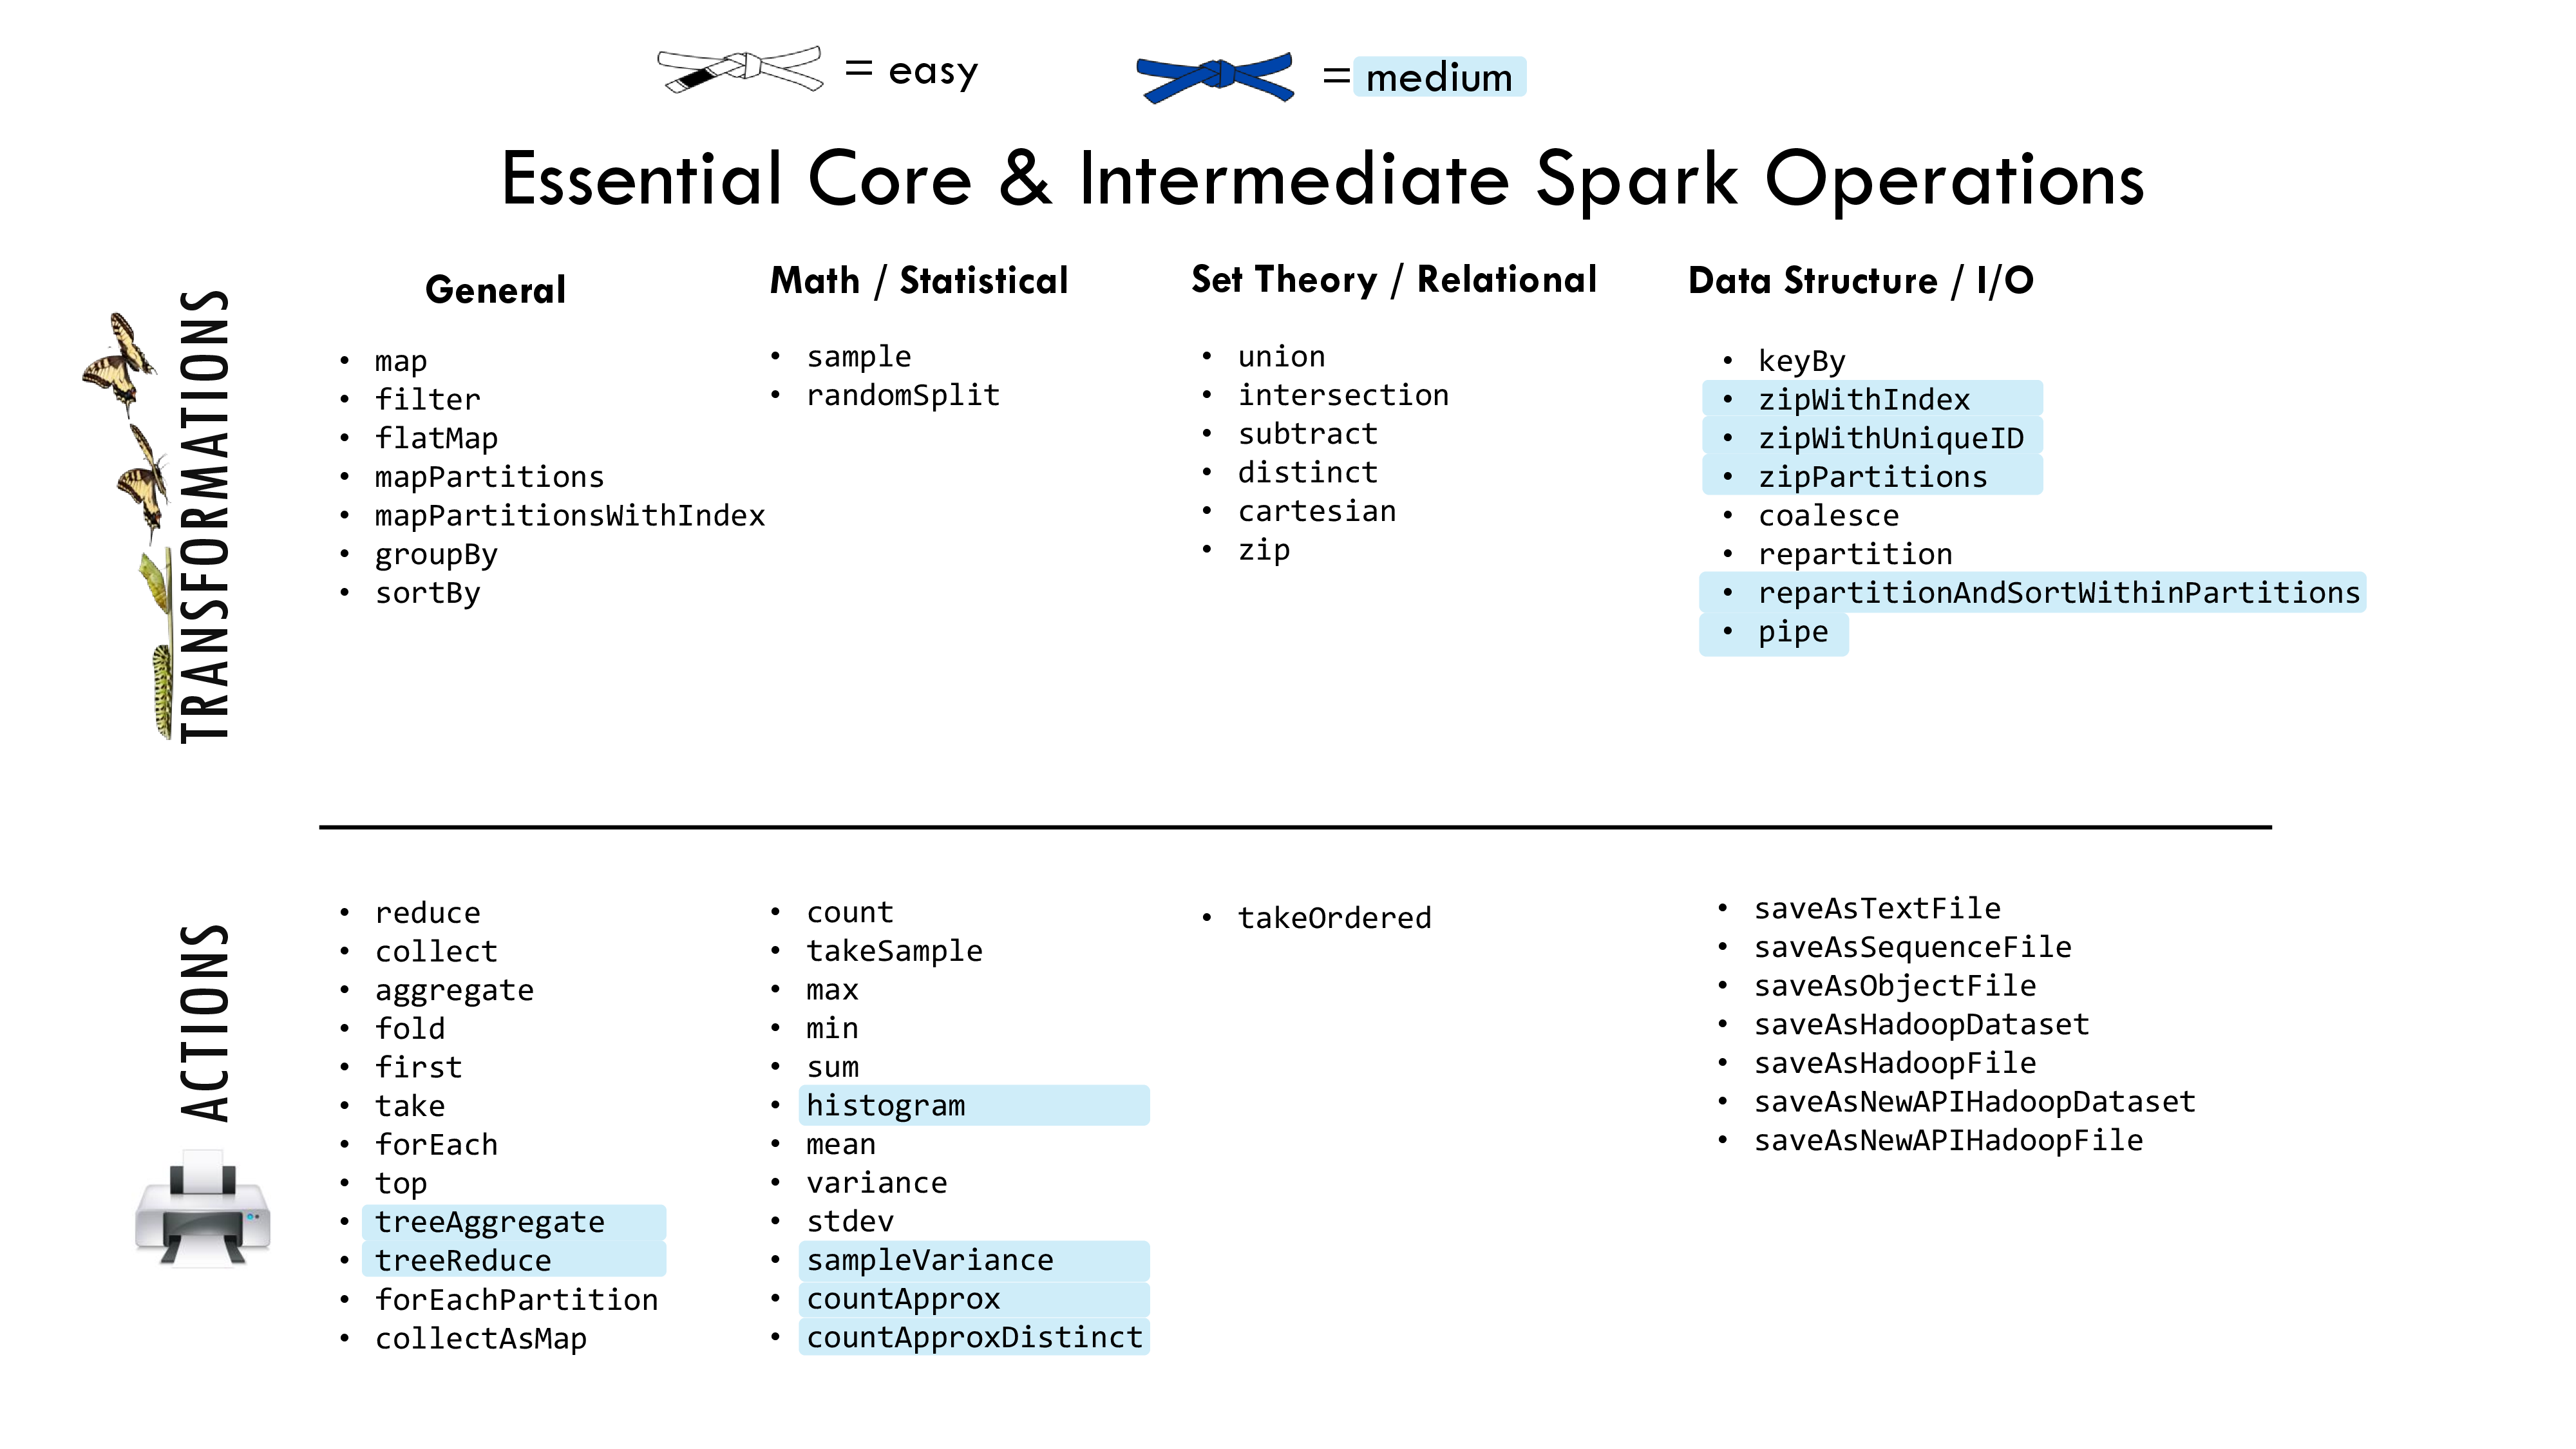 = easy
= medium
Essential Core & Intermediate Spark Operations
TRANSFORMATIONS
General
• map
• filter
• flatMap
• mapPartitions
• mapPartitionsWithIndex
• groupBy
• sortBy
Math / Statistical
• sample
• randomSplit
Set Theory / Relational
• union
• intersection
• subtract
• distinct
• cartesian
• zip
Data Structure / I/O
• keyBy
• zipWithIndex
• zipWithUniqueID
• zipPartitions
• coalesce
• repartition
• repartitionAndSortWithinPartitions
• pipe
ACTIONS
• reduce
• collect
• aggregate
• fold
• first
• take
• forEach
• top
• treeAggregate
• treeReduce
• forEachPartition
• collectAsMap
• count
• takeSample
• max
• min
• sum
• histogram
• mean
• variance
• stdev
• sampleVariance
• countApprox
• countApproxDistinct
• takeOrdered
• saveAsTextFile
• saveAsSequenceFile
• saveAsObjectFile
• saveAsHadoopDataset
• saveAsHadoopFile
• saveAsNewAPIHadoopDataset
• saveAsNewAPIHadoopFile